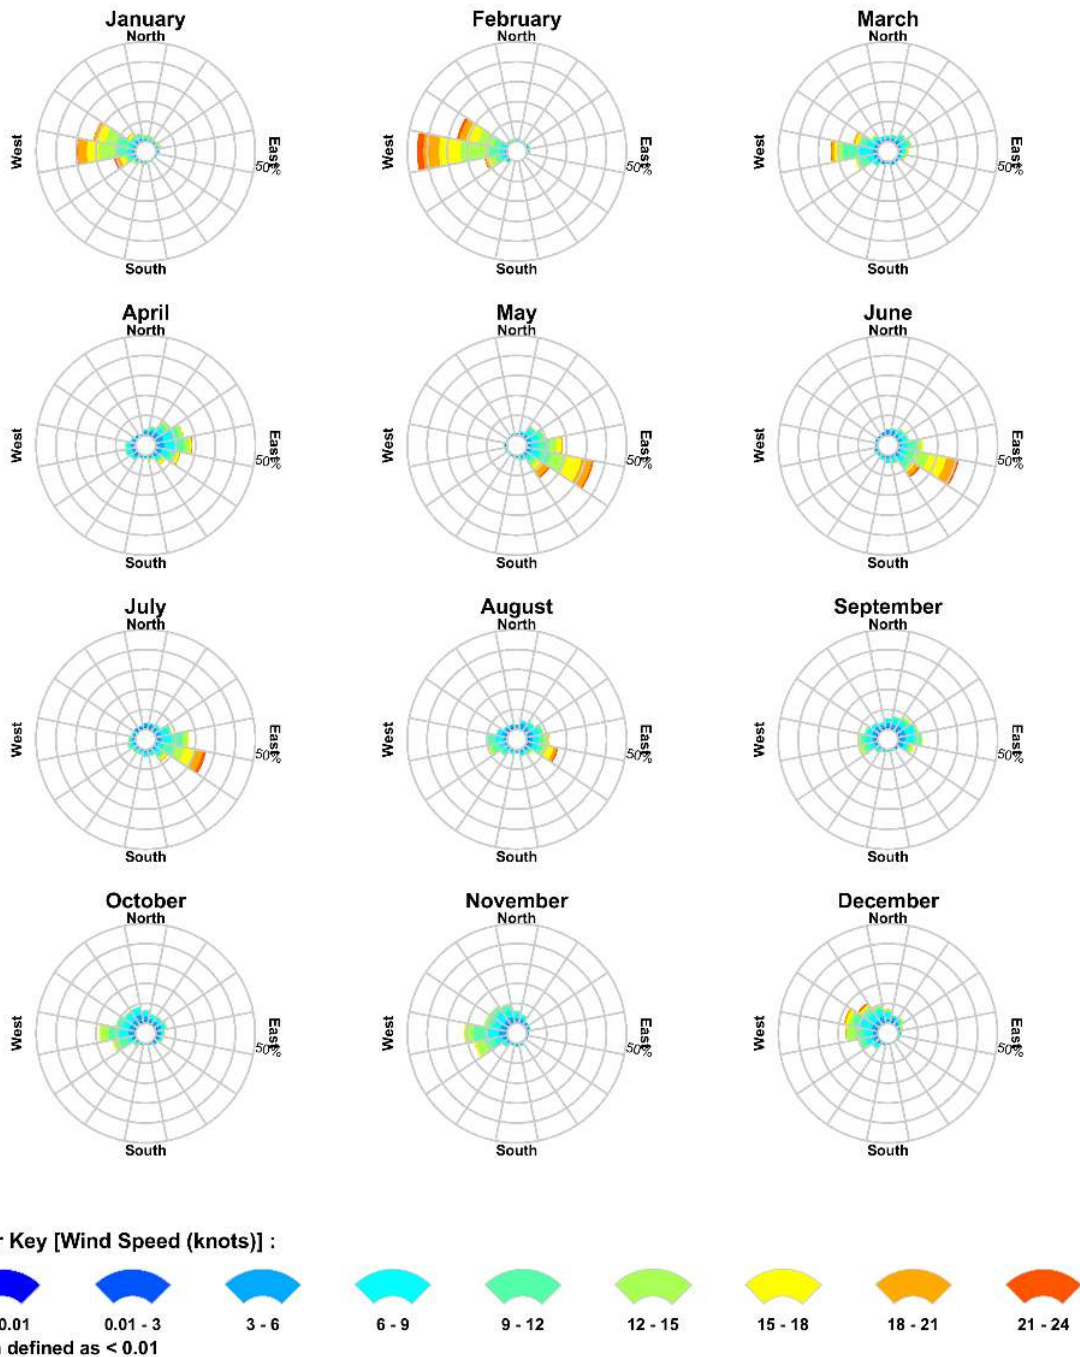 January
North
West
East
50%
South
February
North
West
East
50%
South
March
North
West
East
50%
South
April
North
West
East
50%
South
May
North
West
East
50%
South
June
North
West
East
50%
South
July
North
West
East
50%
South
August
North
West
East
50%
South
September
North
West
East
50%
South
October
North
West
East
50%
South
November
North
West
East
50%
South
December
North
West
East
50%
South
Key [Wind Speed (knots)] :
0.01 0.01 - 3 3 - 6 6 - 9 9 - 12 12 - 15 15 - 18 18 - 21 21 - 24
defined as < 0.01